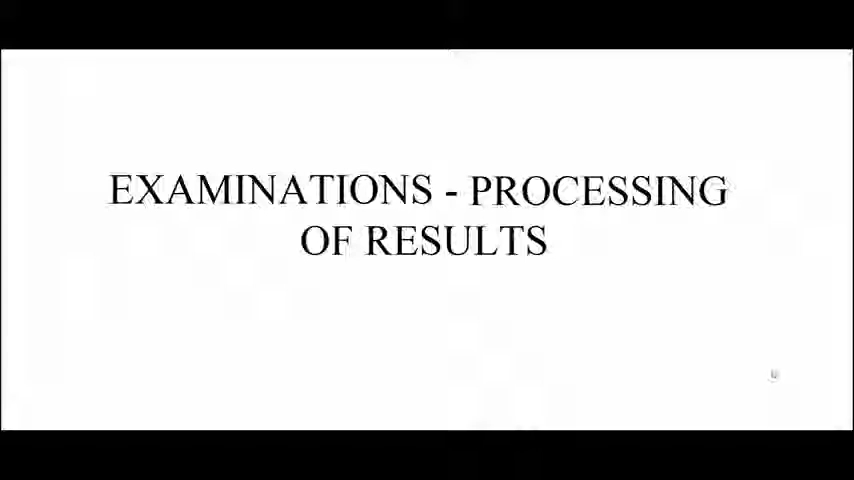 EXAMINATIONS - PROCESSING
OF RESULTS